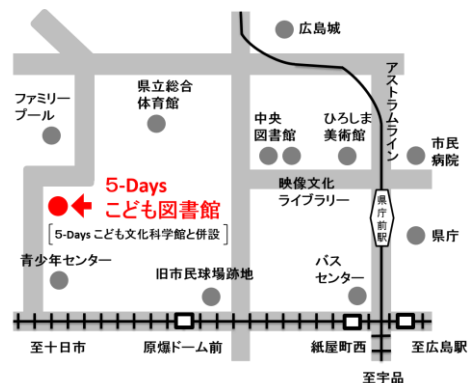 広島城
アストラムライン
ファミリー
プール
県立総合
体育館
中央
図書館
ひろしま
美術館
市民
病院
映像文化
ライブラリー
5-Days
こども図書館
[5-Days こども文化科学館と併設]
県庁前駅
県庁
青少年センター
旧市民球場跡地
バス
センター
至十日市
原爆ドーム前
紙屋町西
至広島駅
至宇品